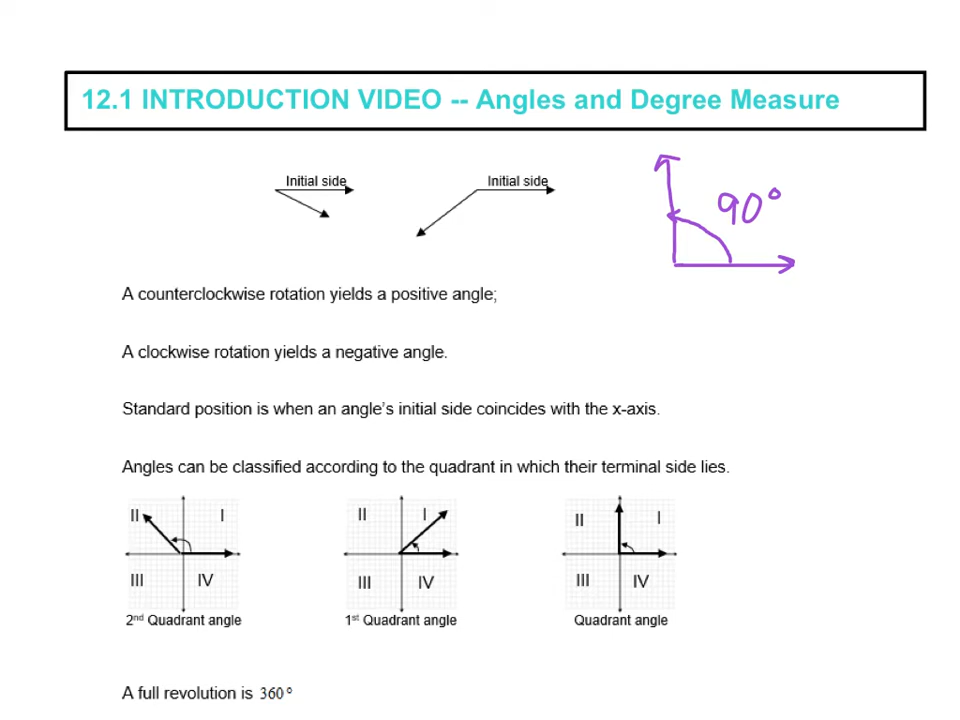 12.1 INTRODUCTION VIDEO -- Angles and Degree Measure
Initial side
Initial side
90°
A counterclockwise rotation yields a positive angle;
A clockwise rotation yields a negative angle.
Standard position is when an angle's initial side coincides with the x-axis.
Angles can be classified according to the quadrant in which their terminal side lies.
II I
III IV
2nd Quadrant angle
II I
III IV
1st Quadrant angle
II I
III IV
Quadrant angle
A full revolution is 360°